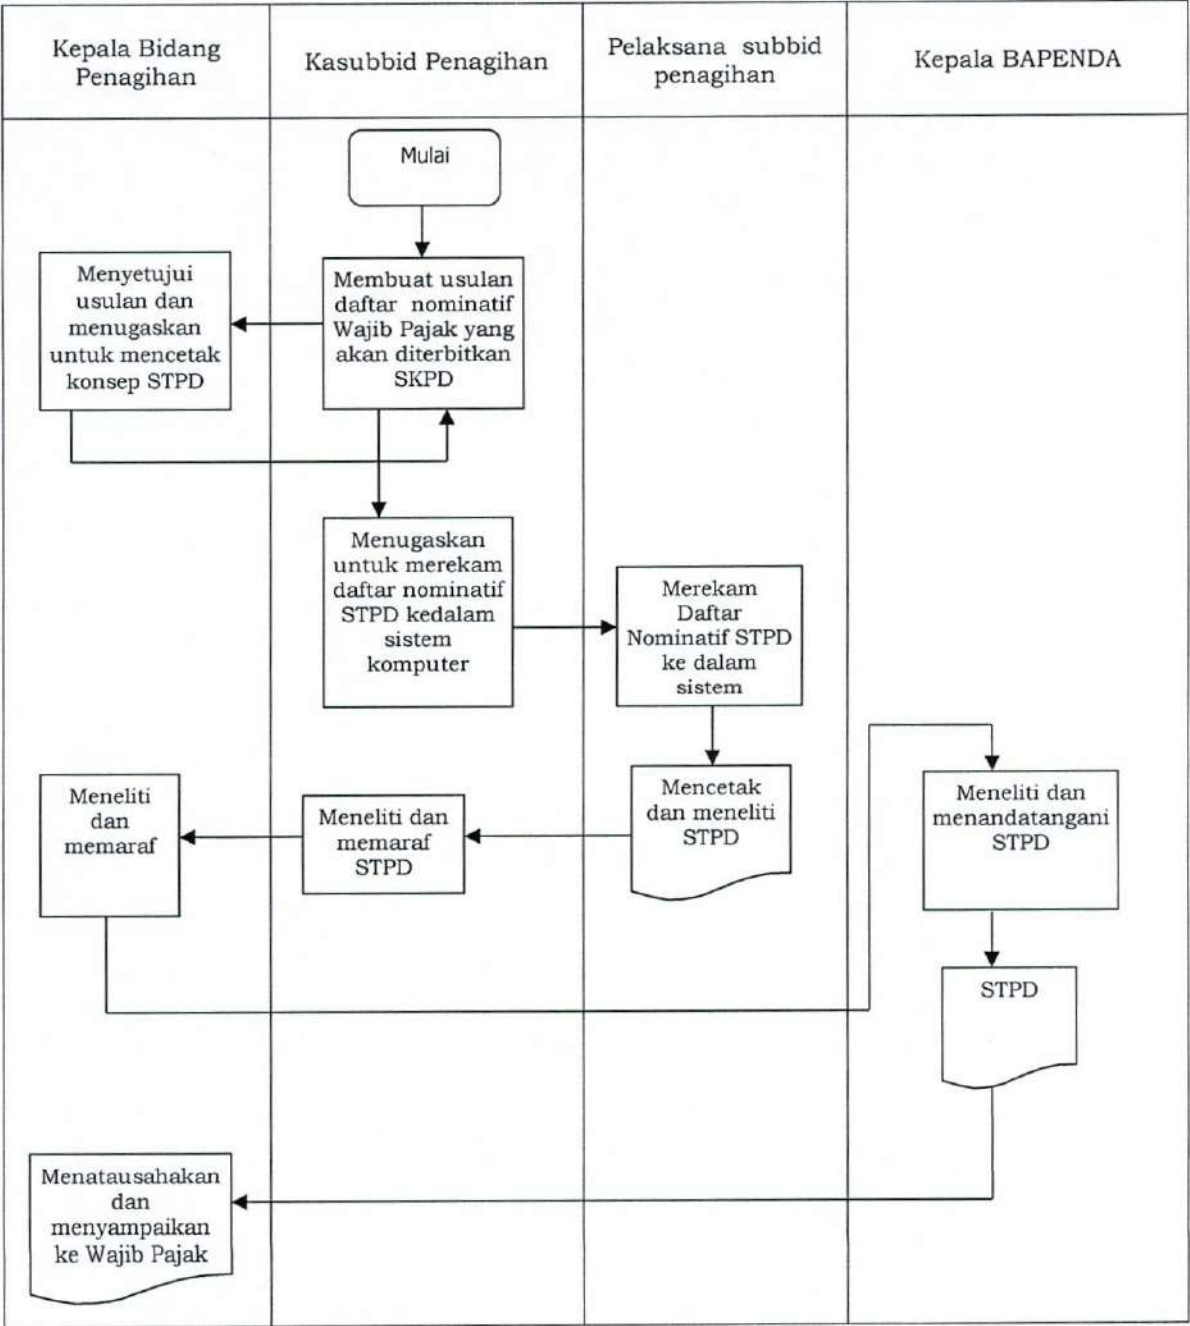 Kepala Bidang
Penagihan
Kasubbid Penagihan
Pelaksana subbid
penagihan
Kepala BAPENDA
Mulai
Menyetujui
usulan dan
menugaskan
untuk mencetak
konsep STPD
Membuat usulan
daftar nominatif
Wajib Pajak yang
akan diterbitkan
SKPD
Menugaskan
untuk merekam
daftar nominatif
STPD kedalam
sistem
komputer
Merekam
Daftar
Nominatif STPD
ke dalam
sistem
Mencetak
dan meneliti
STPD
Meneliti dan
memaraf
STPD
Meneliti
dan
memaraf
Meneliti dan
menandatangani
STPD
STPD
Menatausahakan
dan
menyampaikan
ke Wajib Pajak